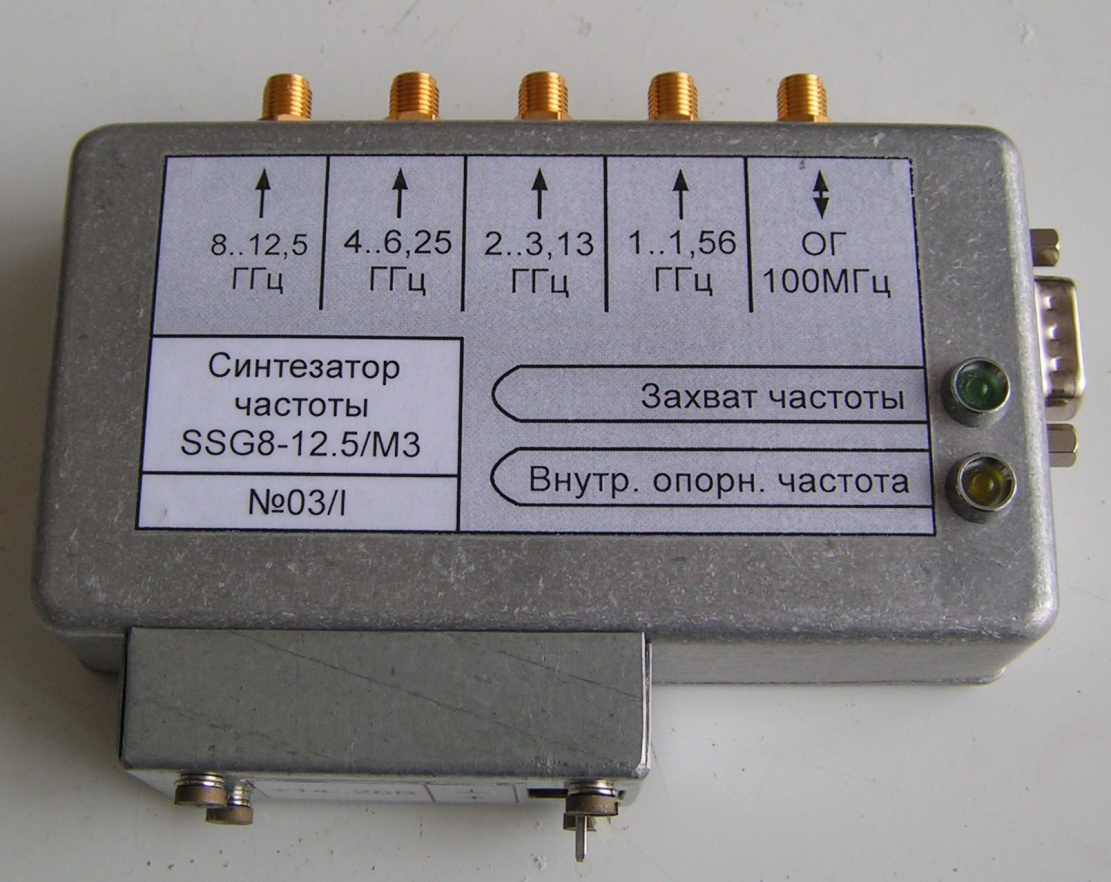 8..12,5
ГГц
4..6,25
ГГц
2..3,13
ГГц
1..1,56
ГГц
ОГ
100МГц
Синтезатор
частоты
SSG8-12.5/M3
№03/I
Захват частоты
Внутр. опорн. частота